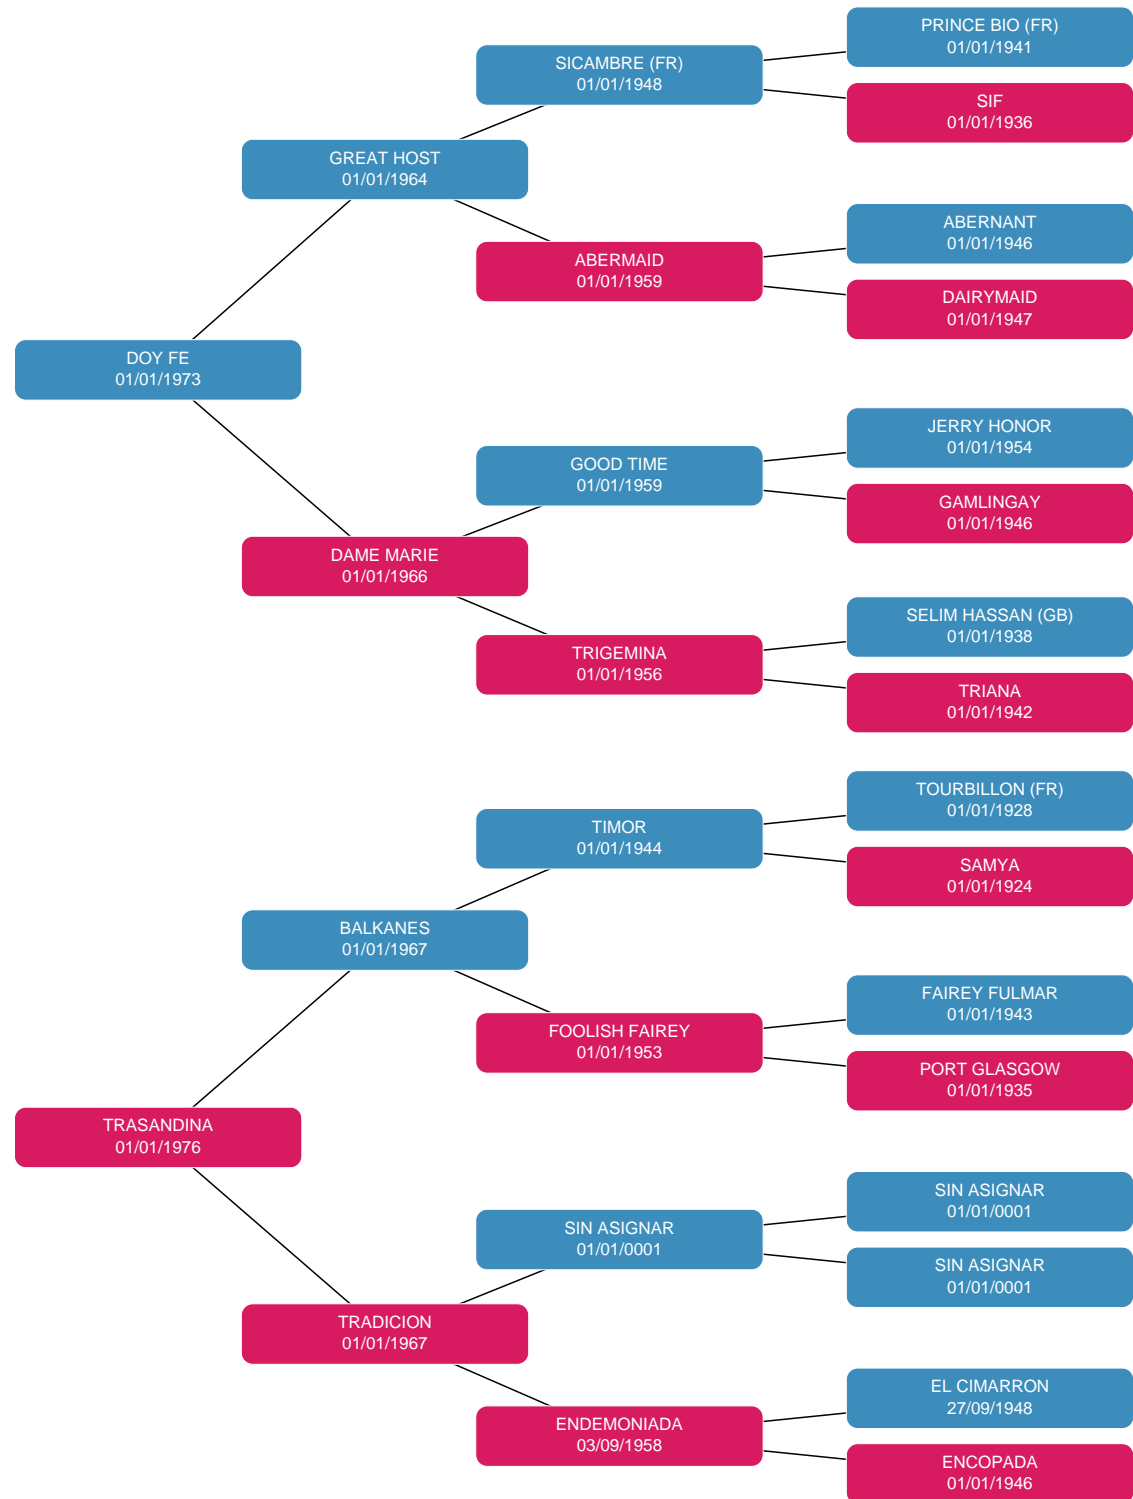 PRINCE BIO (FR)
01/01/1941
SICAMBRE (FR)
01/01/1948
SIF
01/01/1936
GREAT HOST
01/01/1964
ABERNANT
01/01/1946
ABERMAID
01/01/1959
DAIRYMAID
01/01/1947
DOY FE
01/01/1973
JERRY HONOR
01/01/1954
GOOD TIME
01/01/1959
GAMLINGAY
01/01/1946
DAME MARIE
01/01/1966
SELIM HASSAN (GB)
01/01/1938
TRIGEMINA
01/01/1956
TRIANA
01/01/1942
TOURBILLON (FR)
01/01/1928
TIMOR
01/01/1944
SAMYA
01/01/1924
BALKANES
01/01/1967
FAIREY FULMAR
01/01/1943
FOOLISH FAIREY
01/01/1953
PORT GLASGOW
01/01/1935
TRASANDINA
01/01/1976
SIN ASIGNAR
01/01/0001
SIN ASIGNAR
01/01/0001
SIN ASIGNAR
01/01/0001
TRADICION
01/01/1967
EL CIMARRON
27/09/1948
ENDEMONIADA
03/09/1958
ENCOPADA
01/01/1946